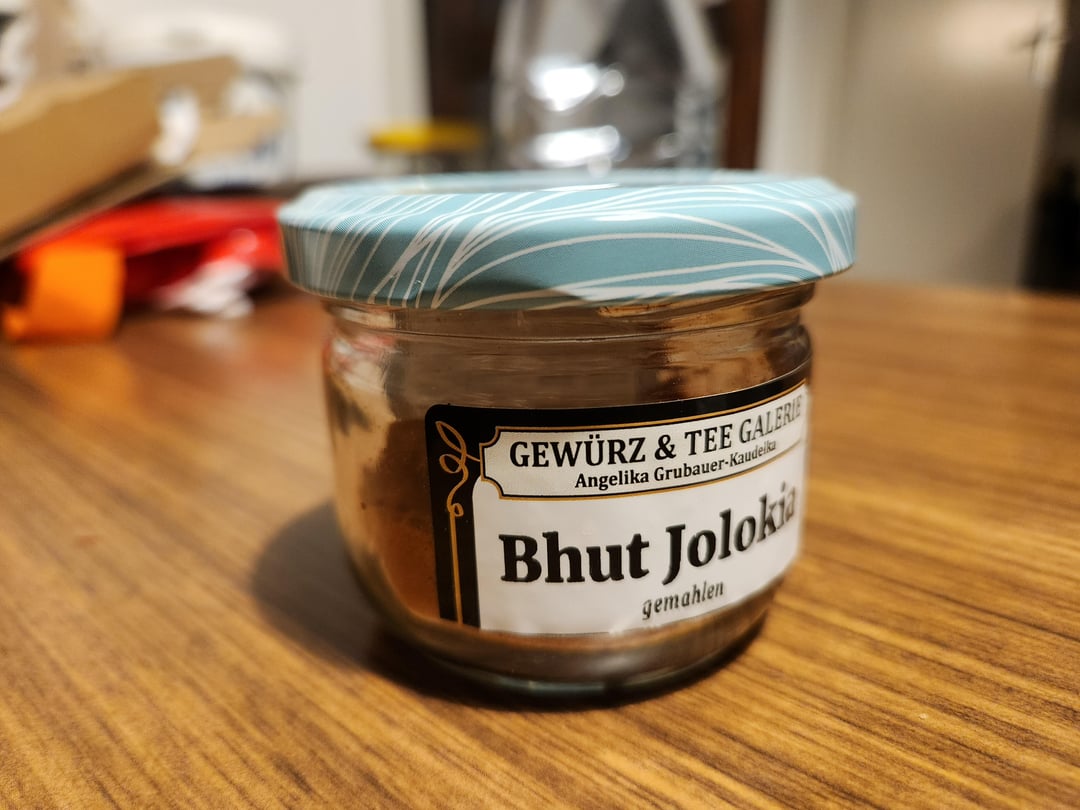 GEWÜRZ & TEE GALERIE
Angelika Grubauer-Kaudelka
Bhut Jolokia
gemahlen